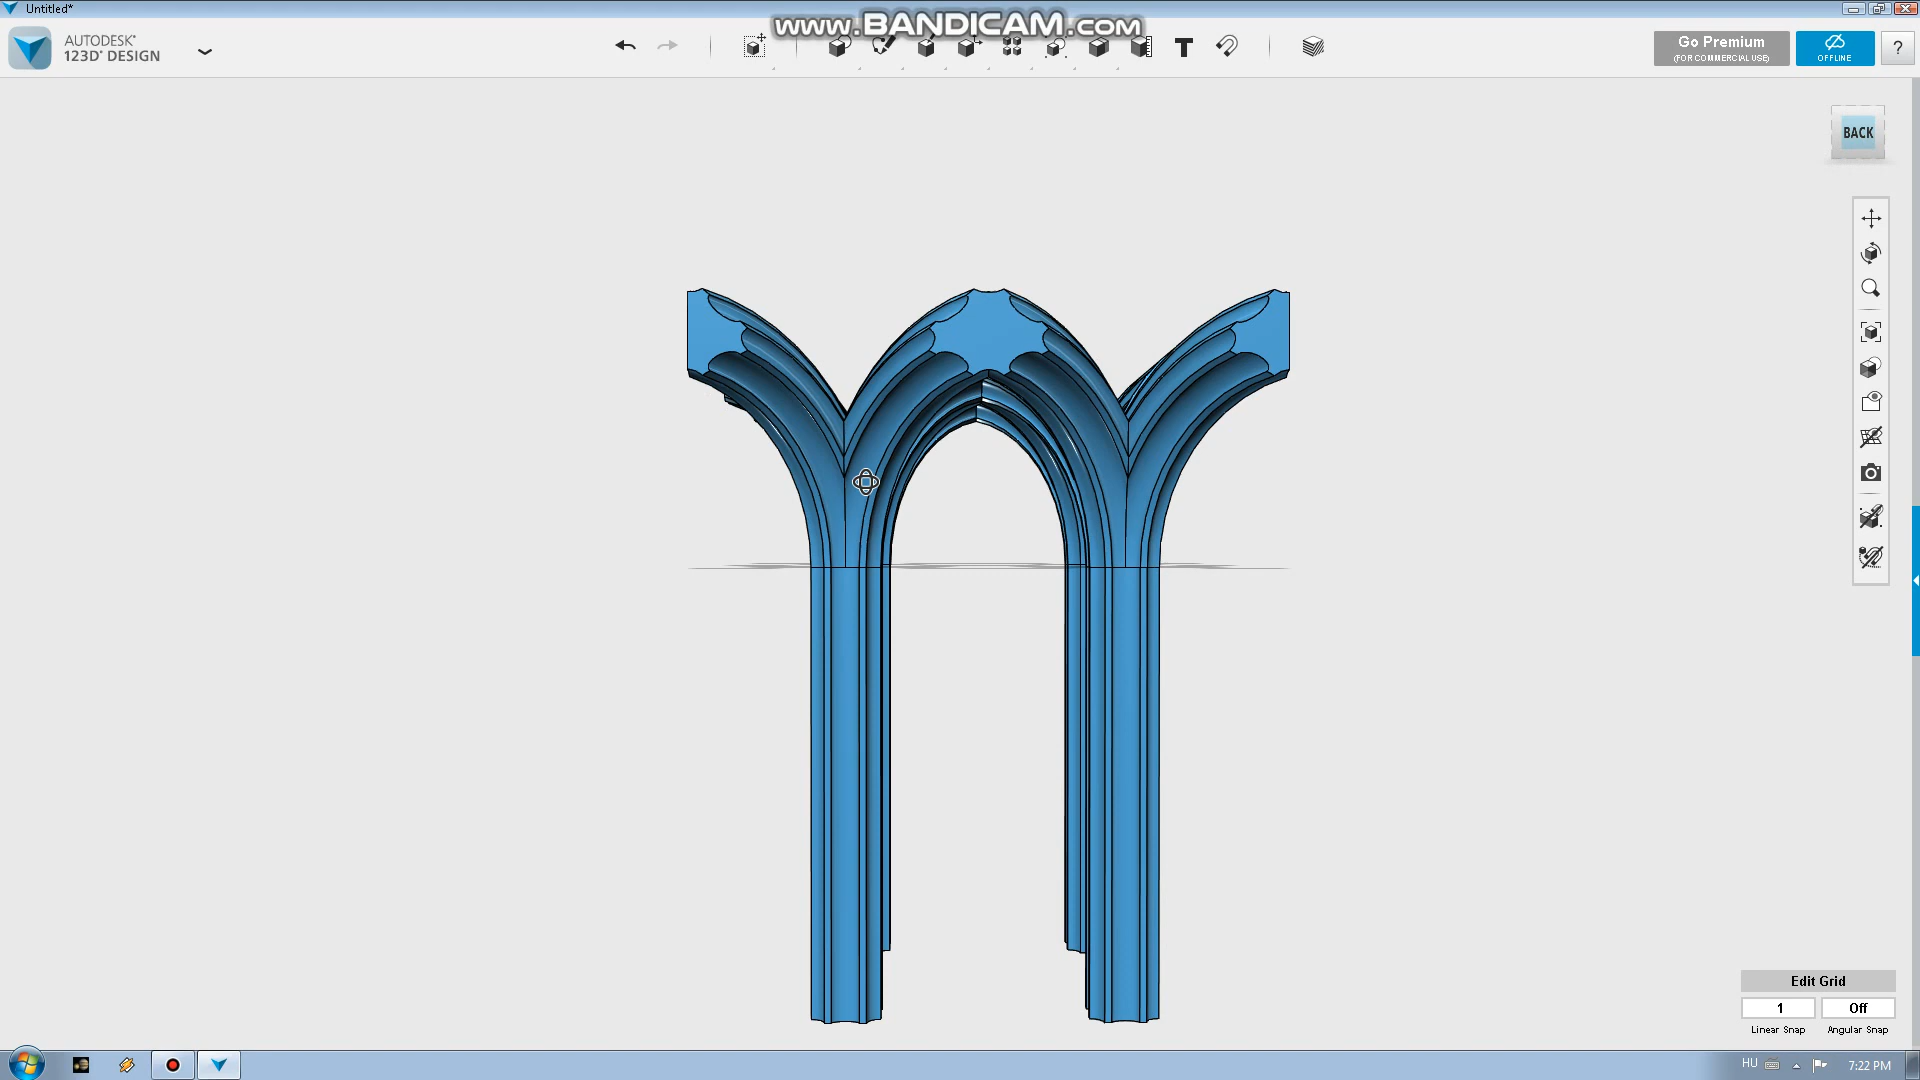 Untitled*
www.BANDICAM.com
AUTODESK®
123D® DESIGN
T
Go Premium
(FOR COMMERCIAL USE)
OFFLINE
?
BACK
Edit Grid
1
Off
Linear Snap
Angular Snap
HU
7:22 PM